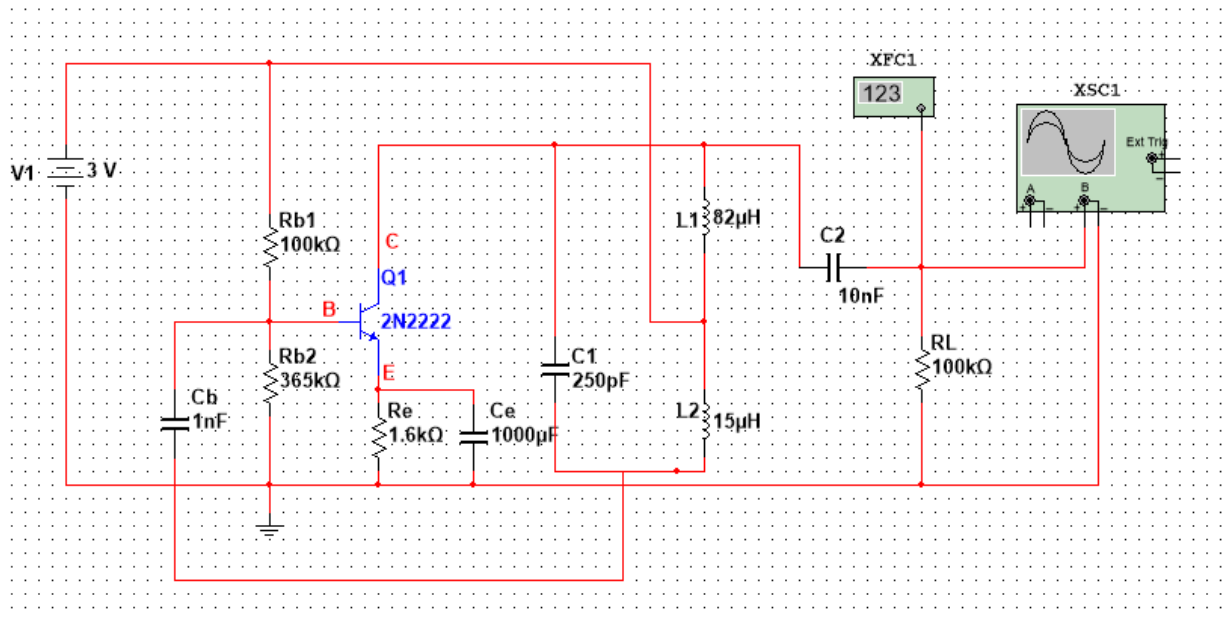 XFC1
123
XSC1
Ext Trig
A
B
V1
3 V
Rb1
100kΩ
C
Q1
B
2N2222
L1
82µH
C2
10nF
Rb2
365kΩ
E
C1
250pF
RL
100kΩ
Cb
1nF
Re
1.6kΩ
Ce
1000µF
L2
15µH